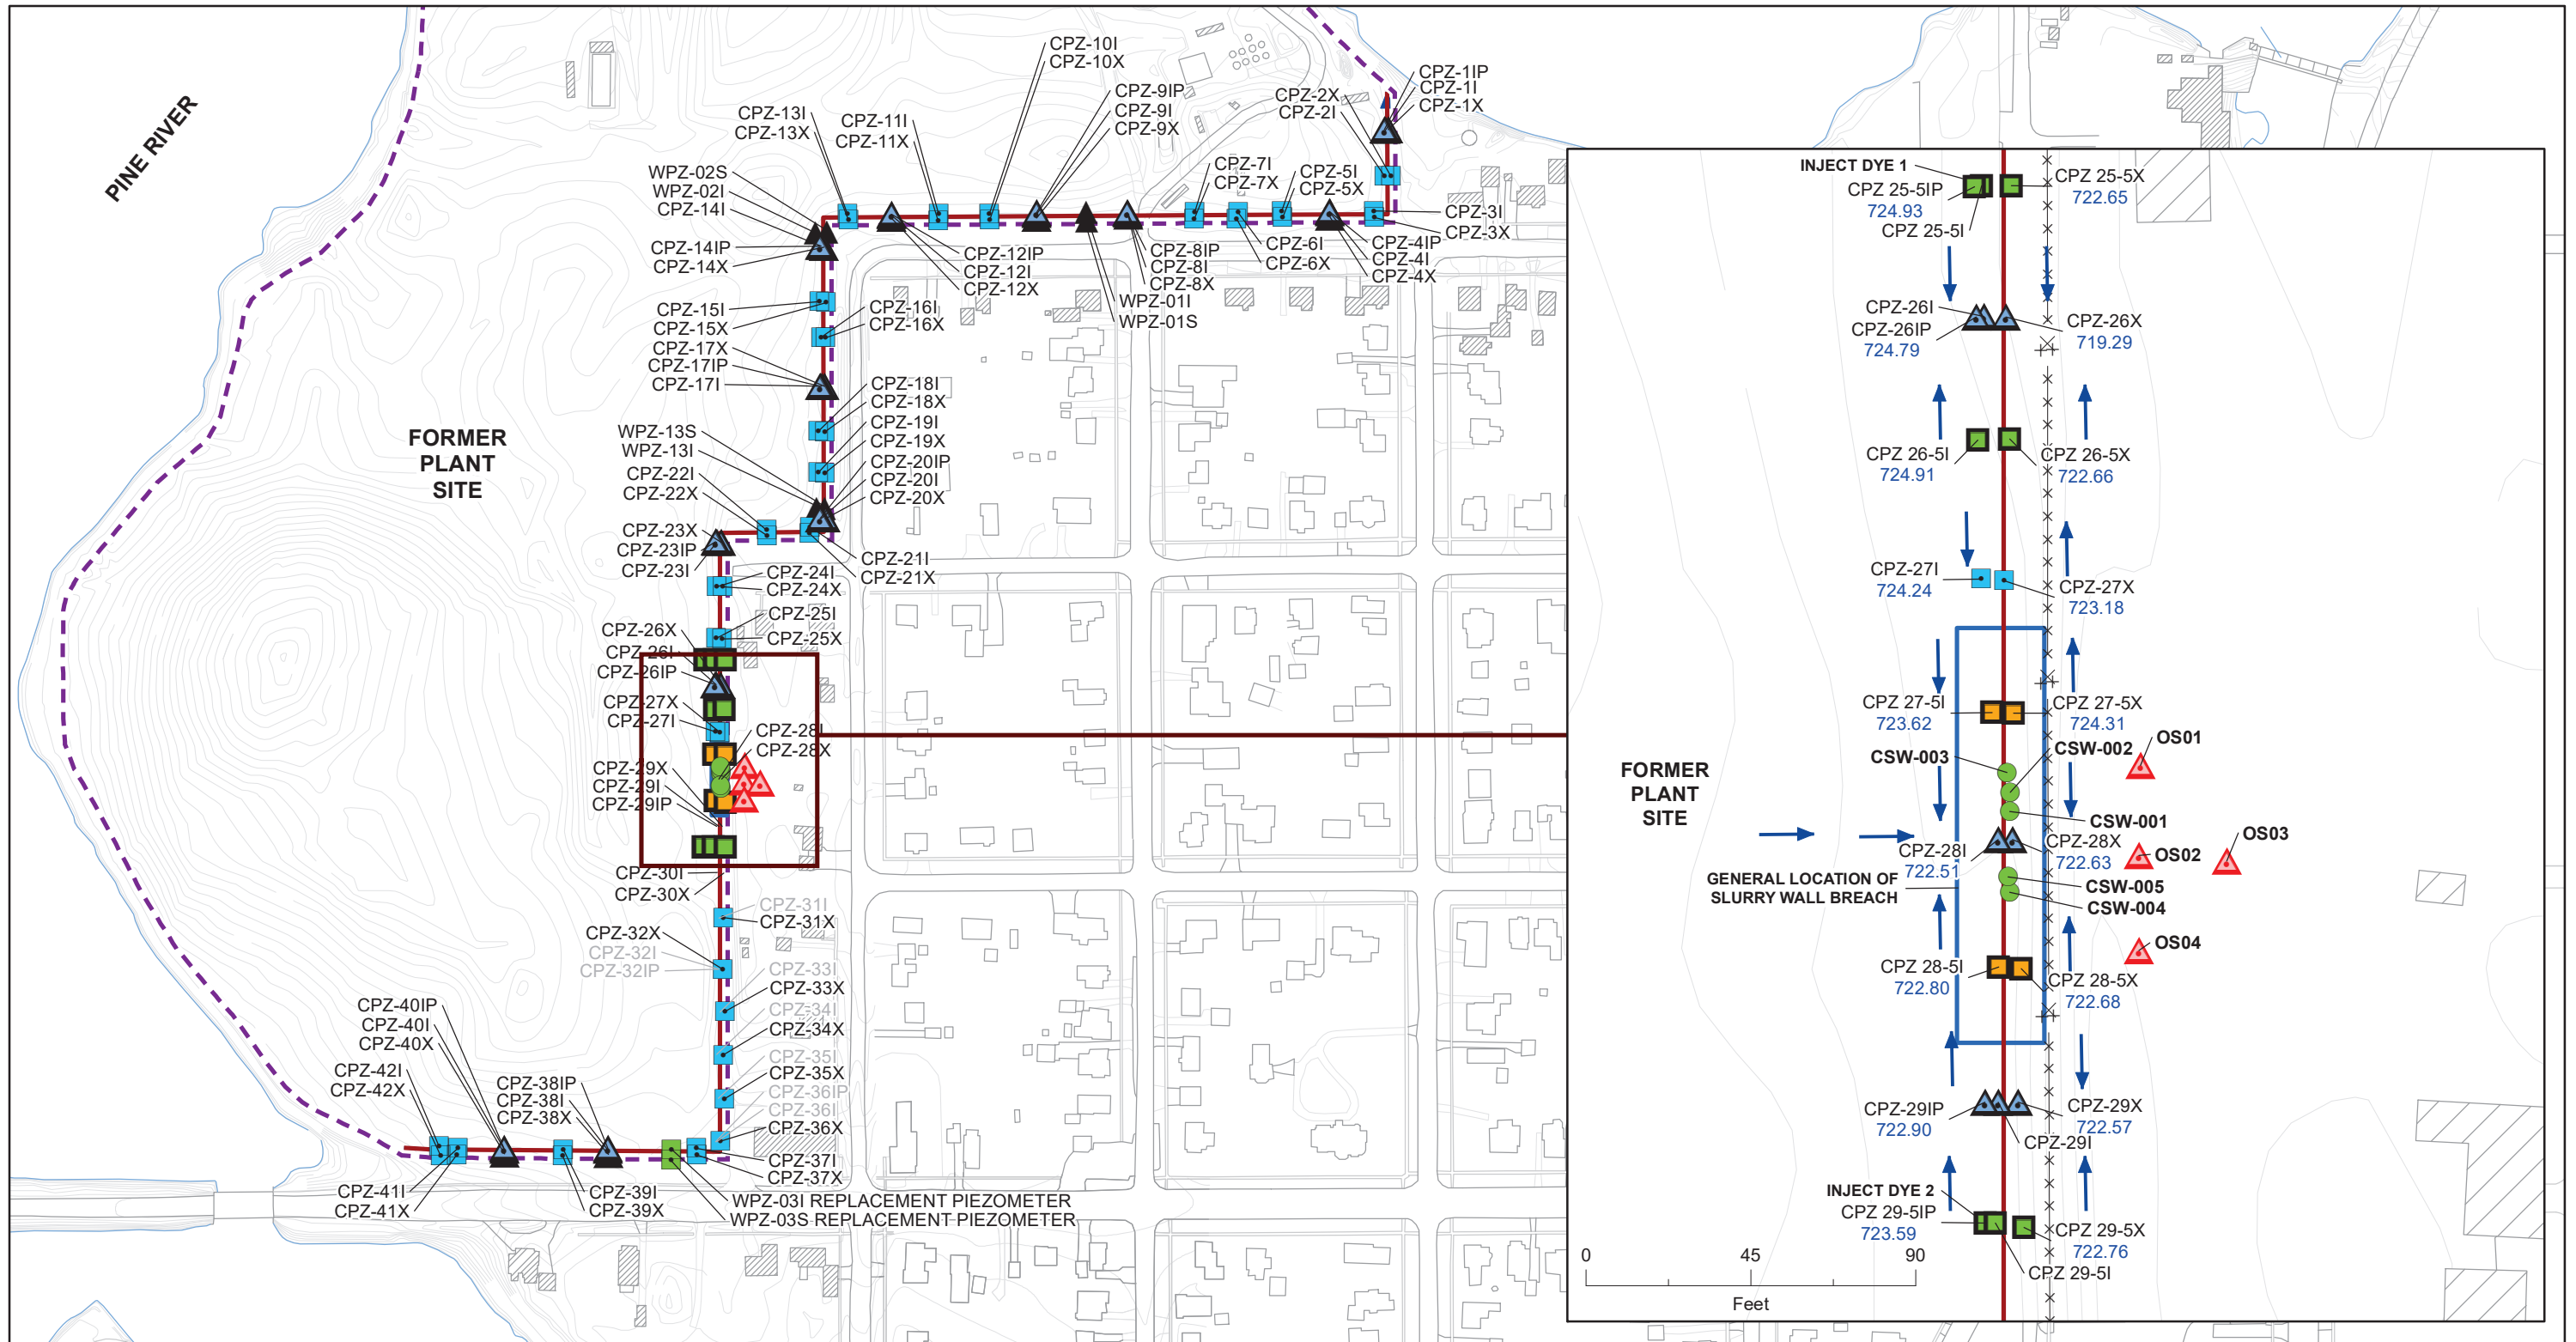 PINE RIVER
FORMER
PLANT
SITE
CPZ-10I
CPZ-10X
CPZ-9IP
CPZ-9I
CPZ-9X
CPZ-13I
CPZ-13X
CPZ-11I
CPZ-11X
CPZ-2X
CPZ-2I
CPZ-1IP
CPZ-1I
CPZ-1X
CPZ-7I
CPZ-7X
CPZ-5I
CPZ-5X
WPZ-02S
WPZ-02I
CPZ-14I
CPZ-14IP
CPZ-14X
CPZ-12IP
CPZ-12I
CPZ-12X
CPZ-8IP
CPZ-8I
CPZ-8X
WPZ-01I
WPZ-01S
CPZ-6I
CPZ-6X
CPZ-3I
CPZ-3X
CPZ-4IP
CPZ-4I
CPZ-4X
CPZ-15I
CPZ-15X
CPZ-16I
CPZ-16X
CPZ-17X
CPZ-17IP
CPZ-17I
CPZ-18I
CPZ-18X
CPZ-19I
CPZ-19X
WPZ-13S
WPZ-13I
CPZ-22I
CPZ-22X
CPZ-20IP
CPZ-20I
CPZ-20X
CPZ-23X
CPZ-23IP
CPZ-23I
CPZ-21I
CPZ-21X
CPZ-24I
CPZ-24X
CPZ-25I
CPZ-25X
CPZ-26X
CPZ-26I
CPZ-26IP
CPZ-27X
CPZ-27I
CPZ-28I
CPZ-28X
CPZ-29X
CPZ-29I
CPZ-29IP
CPZ-30I
CPZ-30X
CPZ-31I
CPZ-31X
CPZ-32X
CPZ-32I
CPZ-32IP
CPZ-33I
CPZ-33X
CPZ-34I
CPZ-34X
CPZ-35I
CPZ-35X
CPZ-36IP
CPZ-36I
CPZ-36X
CPZ-37I
CPZ-37X
CPZ-40IP
CPZ-40I
CPZ-40X
CPZ-42I
CPZ-42X
CPZ-38IP
CPZ-38I
CPZ-38X
CPZ-41I
CPZ-41X
CPZ-39I
CPZ-39X
WPZ-03I REPLACEMENT PIEZOMETER
WPZ-03S REPLACEMENT PIEZOMETER
INJECT DYE 1
CPZ 25-5IP
724.93
CPZ 25-5I
CPZ 25-5X
722.65
CPZ-26I
CPZ-26IP
724.79
CPZ-26X
719.29
CPZ 26-5I
724.91
CPZ 26-5X
722.66
CPZ-27I
724.24
CPZ-27X
723.18
CPZ 27-5I
723.62
CPZ 27-5X
724.31
CSW-003
CSW-002
OS01
FORMER
PLANT
SITE
CSW-001
OS03
CPZ-28I
722.51
CPZ-28X
722.63
OS02
GENERAL LOCATION OF
SLURRY WALL BREACH
CSW-005
CSW-004
OS04
CPZ 28-5I
722.80
CPZ 28-5X
722.68
CPZ-29IP
722.90
CPZ-29X
722.57
CPZ-29I
INJECT DYE 2
CPZ 29-5IP
723.59
CPZ 29-5X
722.76
CPZ 29-5I
0 45 90
Feet